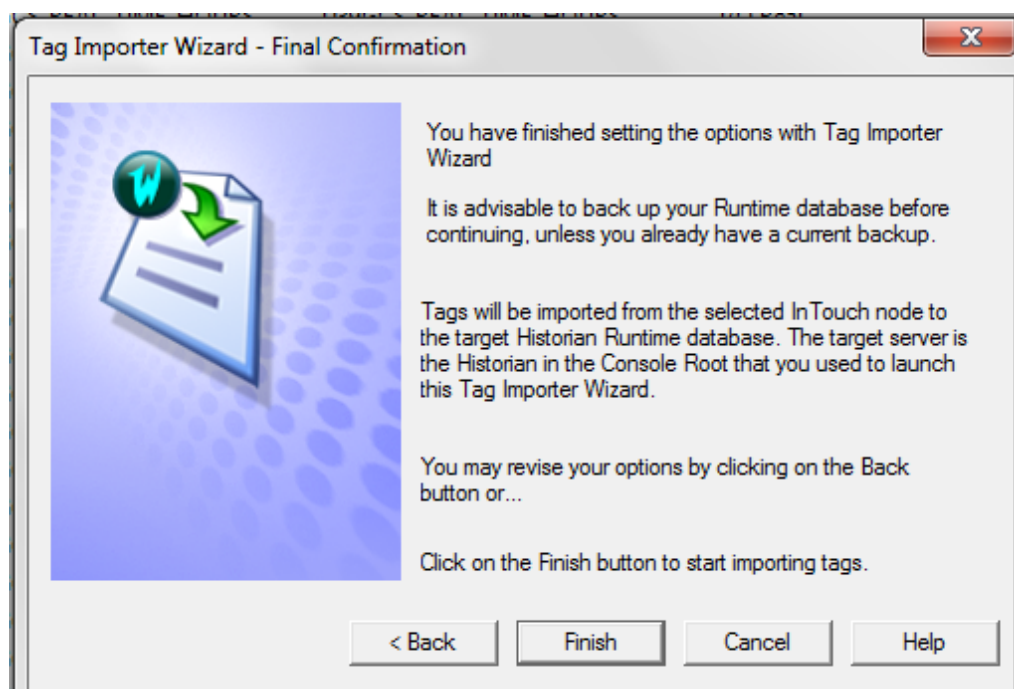 Tag Importer Wizard - Final Confirmation
You have finished setting the options with Tag Importer
Wizard
It is advisable to back up your Runtime database before
continuing, unless you already have a current backup.
Tags will be imported from the selected InTouch node to
the target Historian Runtime database. The target server is
the Historian in the Console Root that you used to launch
this Tag Importer Wizard.
You may revise your options by clicking on the Back
button or...
Click on the Finish button to start importing tags.
< Back Finish Cancel Help